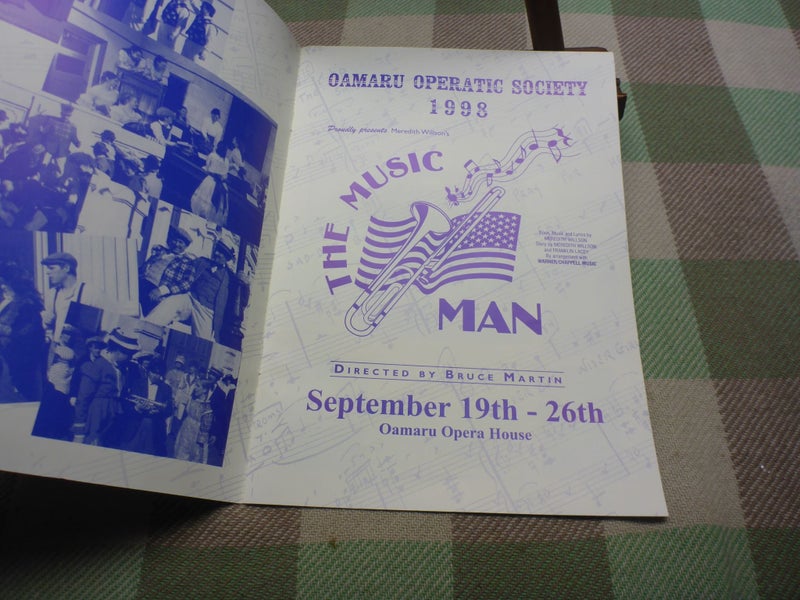 OAMARU OPERATIC SOCIETY
1998
Proudly presents Meredith Willson's
THE MUSIC
MAN
Book, Music and Lyrics by
MEREDITH WILLSON
Story by MEREDITH WILLSON
and FRANKLIN LACEY
By arrangement with
WARNER/CHAPPELL MUSIC
DIRECTED BY BRUCE MARTIN
September 19th - 26th
Oamaru Opera House